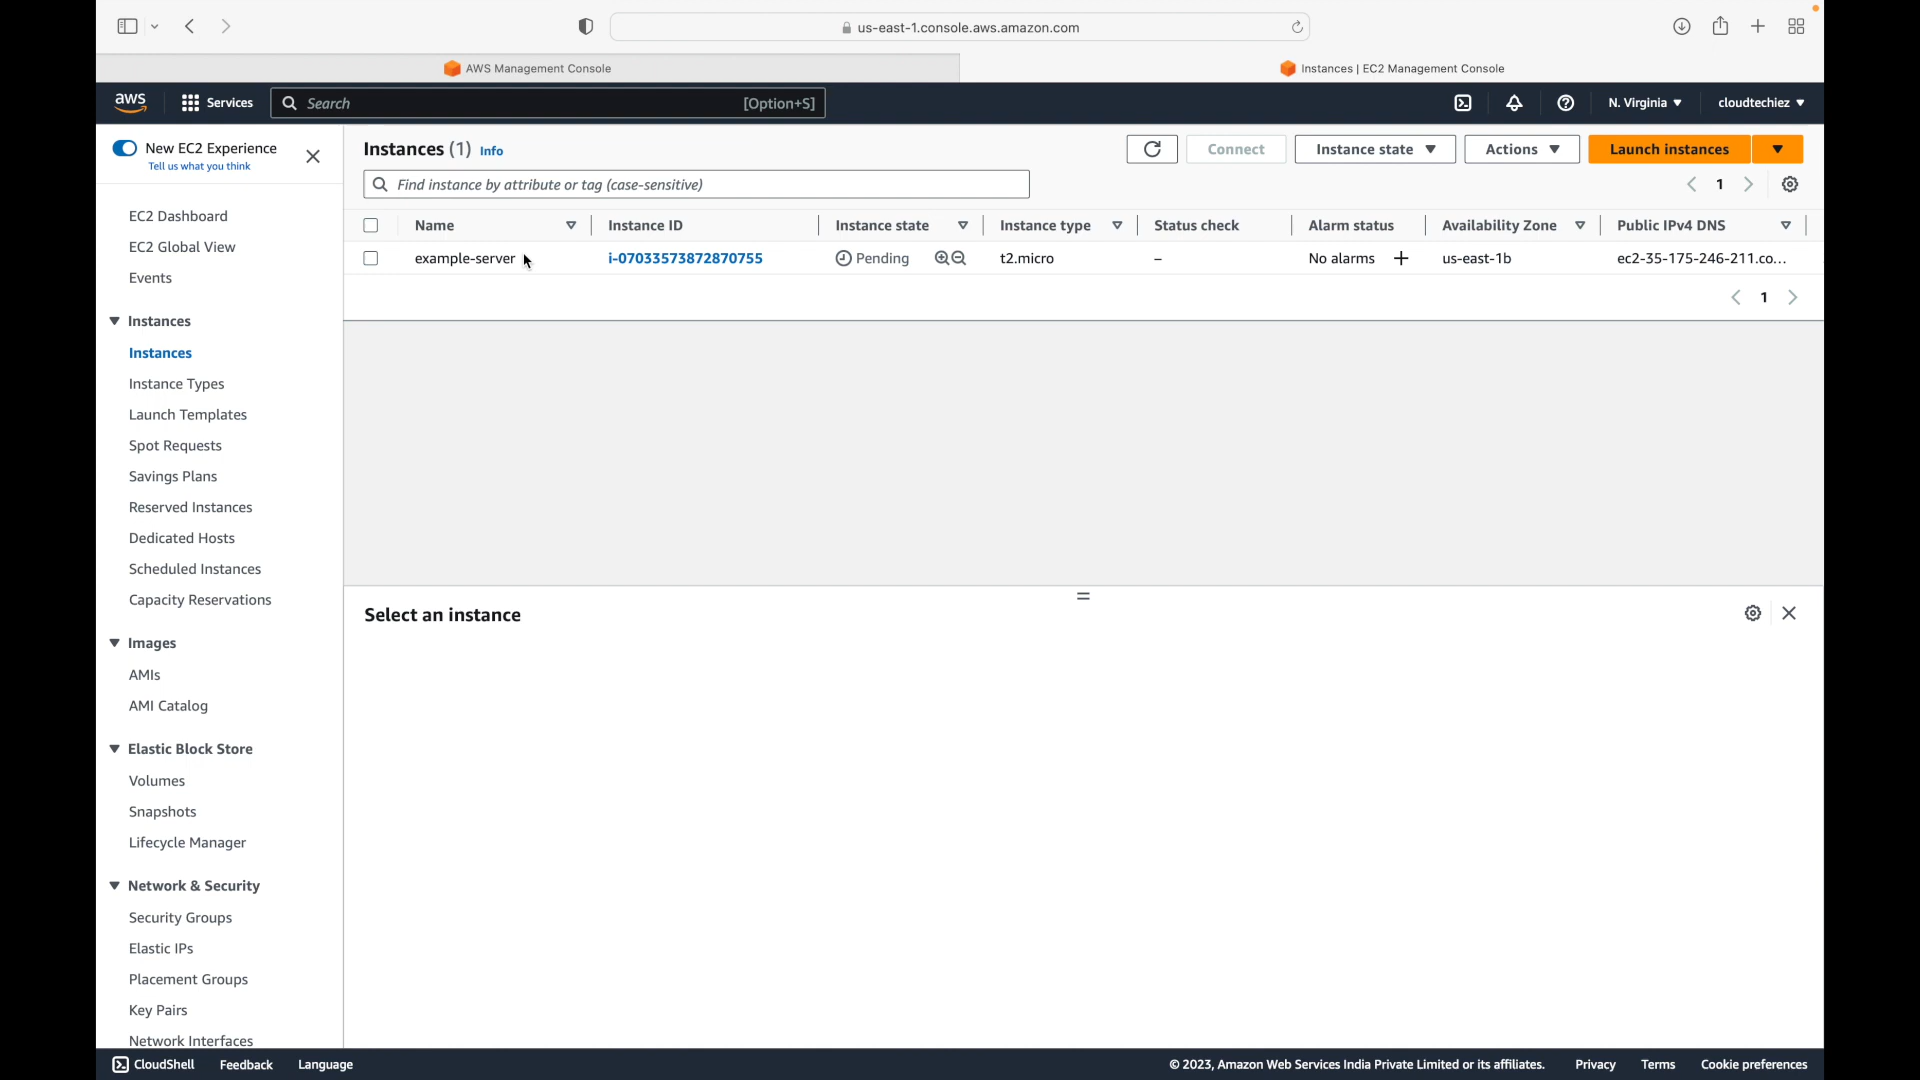 us-east-1.console.aws.amazon.com
AWS Management Console
Instances | EC2 Management Console
aws
Services
Search
[Option+S]
N. Virginia
cloudtechiez
New EC2 Experience
Tell us what you think
EC2 Dashboard
EC2 Global View
Events
Instances
Instances
Instance Types
Launch Templates
Spot Requests
Savings Plans
Reserved Instances
Dedicated Hosts
Scheduled Instances
Capacity Reservations
Images
AMIs
AMI Catalog
Elastic Block Store
Volumes
Snapshots
Lifecycle Manager
Network & Security
Security Groups
Elastic IPs
Placement Groups
Key Pairs
Network Interfaces
Instances (1) Info
Connect
Instance state
Actions
Launch instances
Find instance by attribute or tag (case-sensitive)
1
Name Instance ID Instance state Instance type Status check Alarm status Availability Zone Public IPv4 DNS
example-server i-07033573872870755 Pending t2.micro – No alarms + us-east-1b ec2-35-175-246-211.co...
1
Select an instance
CloudShell Feedback Language
© 2023, Amazon Web Services India Private Limited or its affiliates. Privacy Terms Cookie preferences